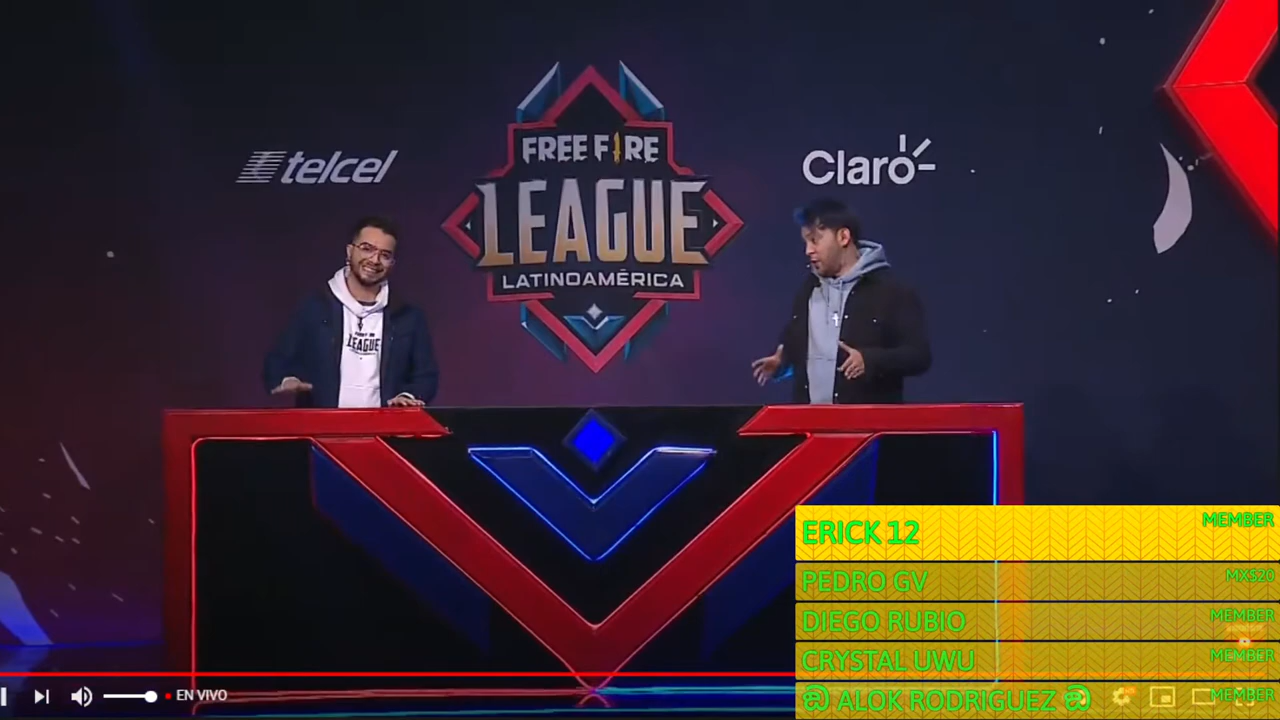 telcel
FREE FIRE
LEAGUE
LATINOAMÉRICA
Claro
LEAGUE
ERICK 12 MEMBER
PEDRO GV MX$20
DIEGO RUBIO MEMBER
CRYSTAL UWU MEMBER
ALOK RODRIGUEZ MEMBER
EN VIVO